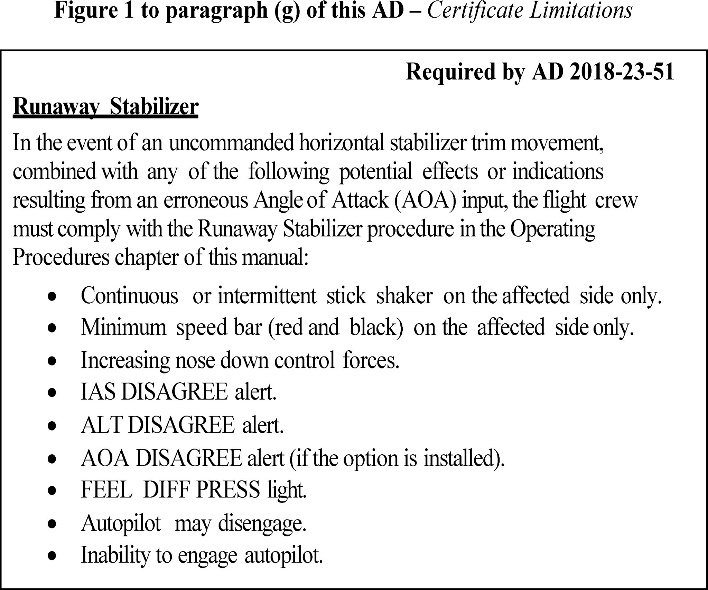 Figure 1 to paragraph (g) of this AD – Certificate Limitations
Required by AD 2018-23-51
Runaway Stabilizer
In the event of an uncommanded horizontal stabilizer trim movement,
combined with any of the following potential effects or indications
resulting from an erroneous Angle of Attack (AOA) input, the flight crew
must comply with the Runaway Stabilizer procedure in the Operating
Procedures chapter of this manual:
• Continuous or intermittent stick shaker on the affected side only.
• Minimum speed bar (red and black) on the affected side only.
• Increasing nose down control forces.
• IAS DISAGREE alert.
• ALT DISAGREE alert.
• AOA DISAGREE alert (if the option is installed).
• FEEL DIFF PRESS light.
• Autopilot may disengage.
• Inability to engage autopilot.